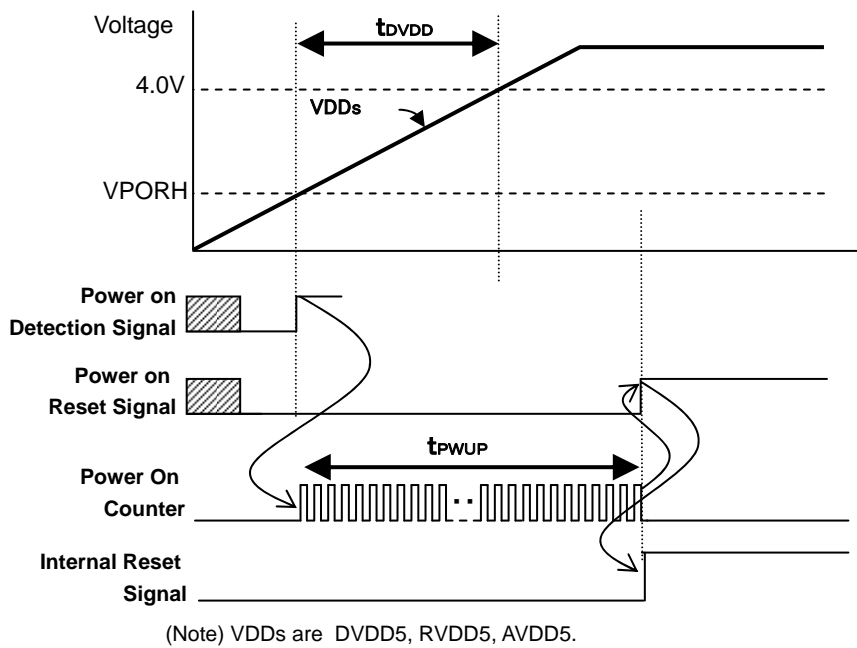 Voltage
tDVDD
4.0V
VDDs
VPORH
Power on
Detection Signal
Power on
Reset Signal
tPWUP
Power On
Counter
Internal Reset
Signal
(Note) VDDs are DVDD5, RVDD5, AVDD5.